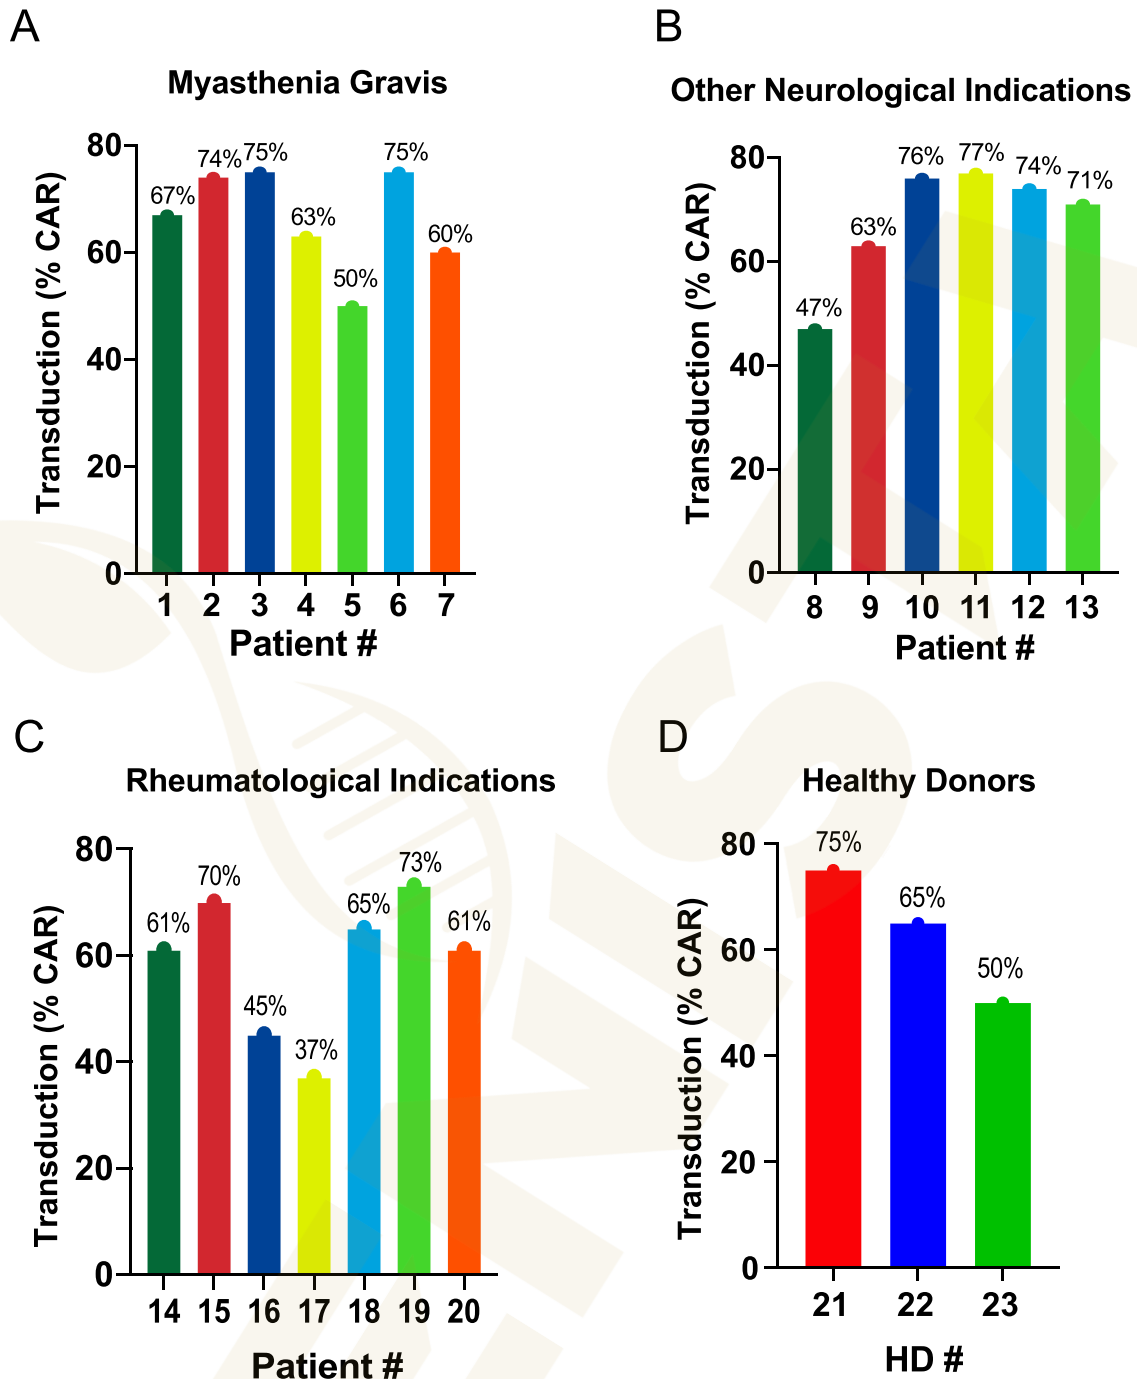 A
Myasthenia Gravis
Transduction (% CAR)
80
60
40
20
0
67%
74%
75%
63%
50%
75%
60%
1 2 3 4 5 6 7
Patient #
B
Other Neurological Indications
Transduction (% CAR)
80
60
40
20
0
47%
63%
76%
77%
74%
71%
8 9 10 11 12 13
Patient #
C
Rheumatological Indications
Transduction (% CAR)
80
60
40
20
0
61%
70%
45%
37%
65%
73%
61%
14 15 16 17 18 19 20
Patient #
D
Healthy Donors
Transduction (% CAR)
80
60
40
20
0
75%
65%
50%
21 22 23
HD #